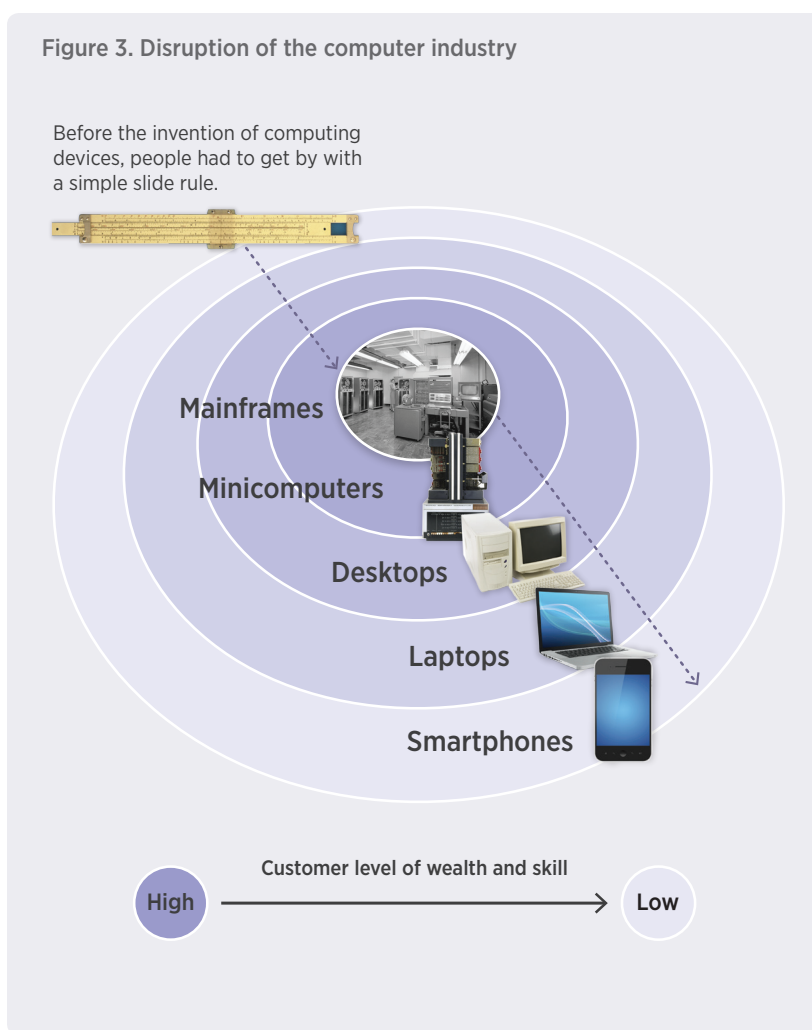 Figure 3. Disruption of the computer industry
Before the invention of computing
devices, people had to get by with
a simple slide rule.
Mainframes
Minicomputers
Desktops
Laptops
Smartphones
Customer level of wealth and skill
High
Low